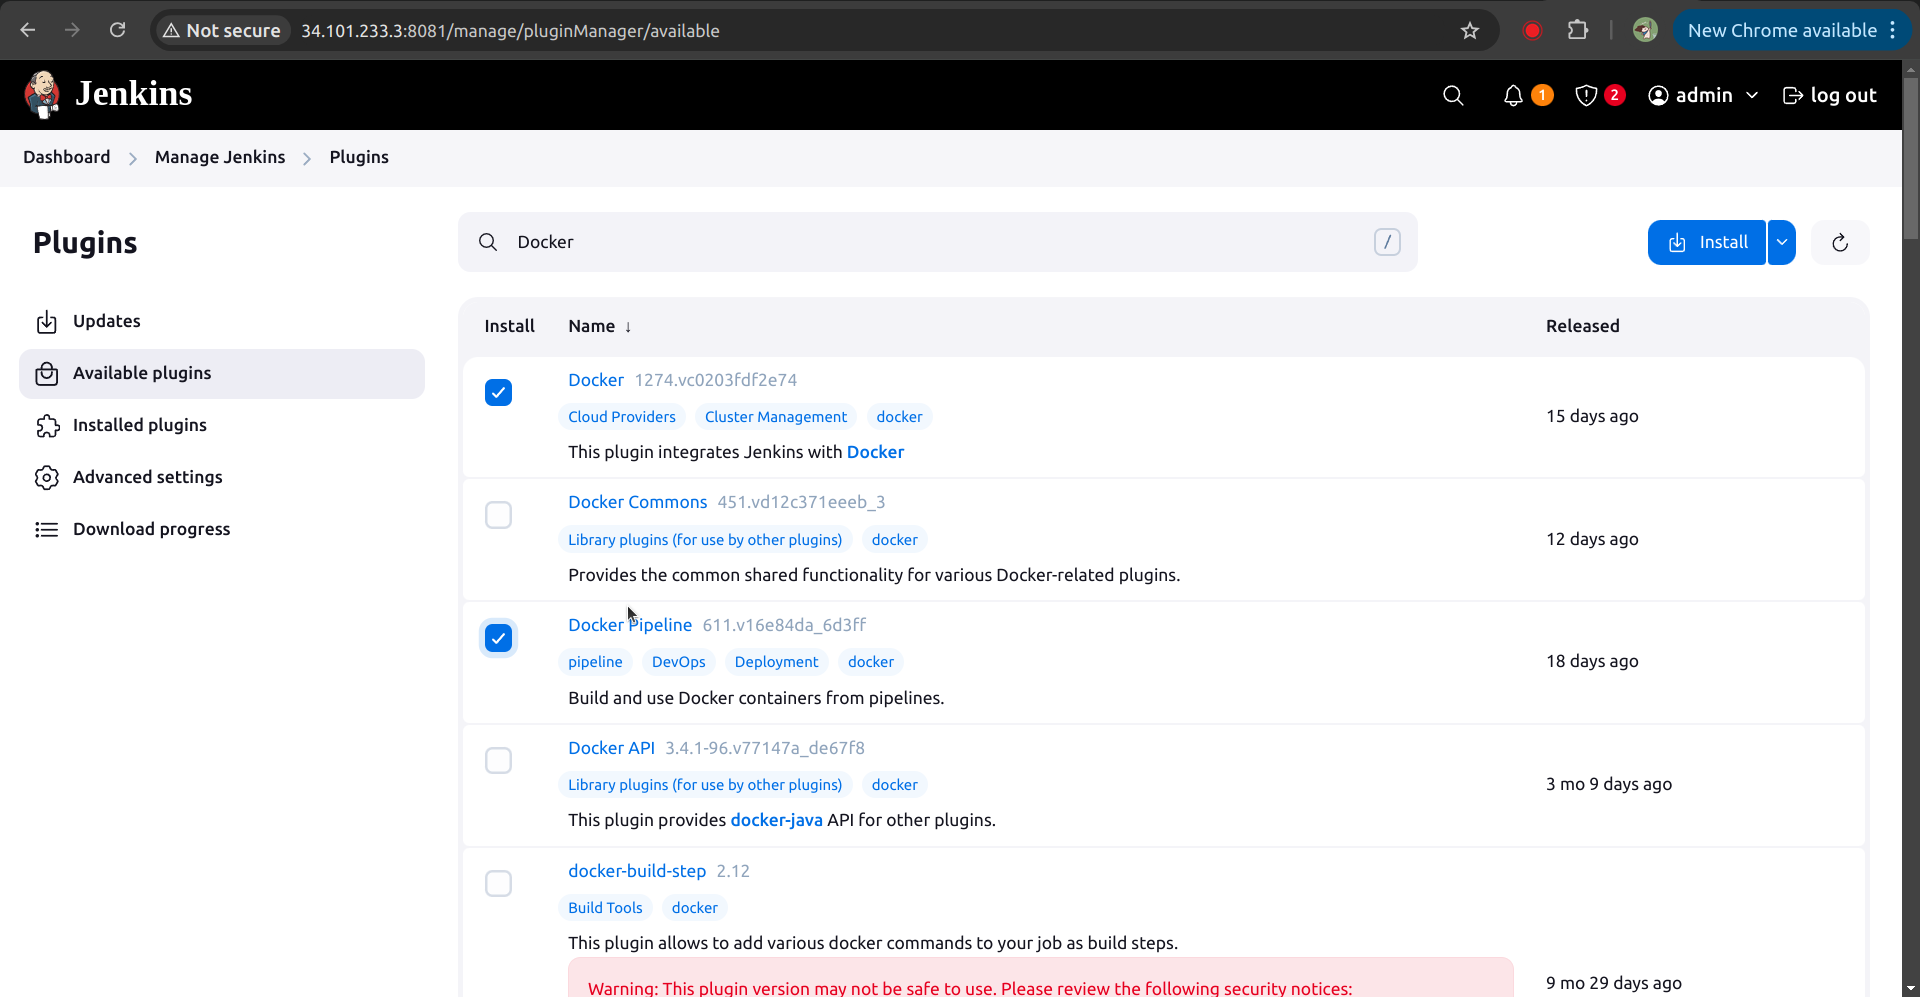 Not secure 34.101.233.3:8081/manage/pluginManager/available New Chrome available
Jenkins 1 2 admin log out
Dashboard Manage Jenkins Plugins
Plugins
Docker / Install
Updates
Available plugins
Installed plugins
Advanced settings
Download progress
Install Name ↓ Released
Docker 1274.vc0203fdf2e74
Cloud Providers Cluster Management docker
15 days ago
This plugin integrates Jenkins with Docker
Docker Commons 451.vd12c371eeeb_3
Library plugins (for use by other plugins) docker
12 days ago
Provides the common shared functionality for various Docker-related plugins.
Docker Pipeline 611.v16e84da_6d3ff
pipeline DevOps Deployment docker
18 days ago
Build and use Docker containers from pipelines.
Docker API 3.4.1-96.v77147a_de67f8
Library plugins (for use by other plugins) docker
3 mo 9 days ago
This plugin provides docker-java API for other plugins.
docker-build-step 2.12
Build Tools docker
This plugin allows to add various docker commands to your job as build steps.
9 mo 29 days ago
Warning: This plugin version may not be safe to use. Please review the following security notices: